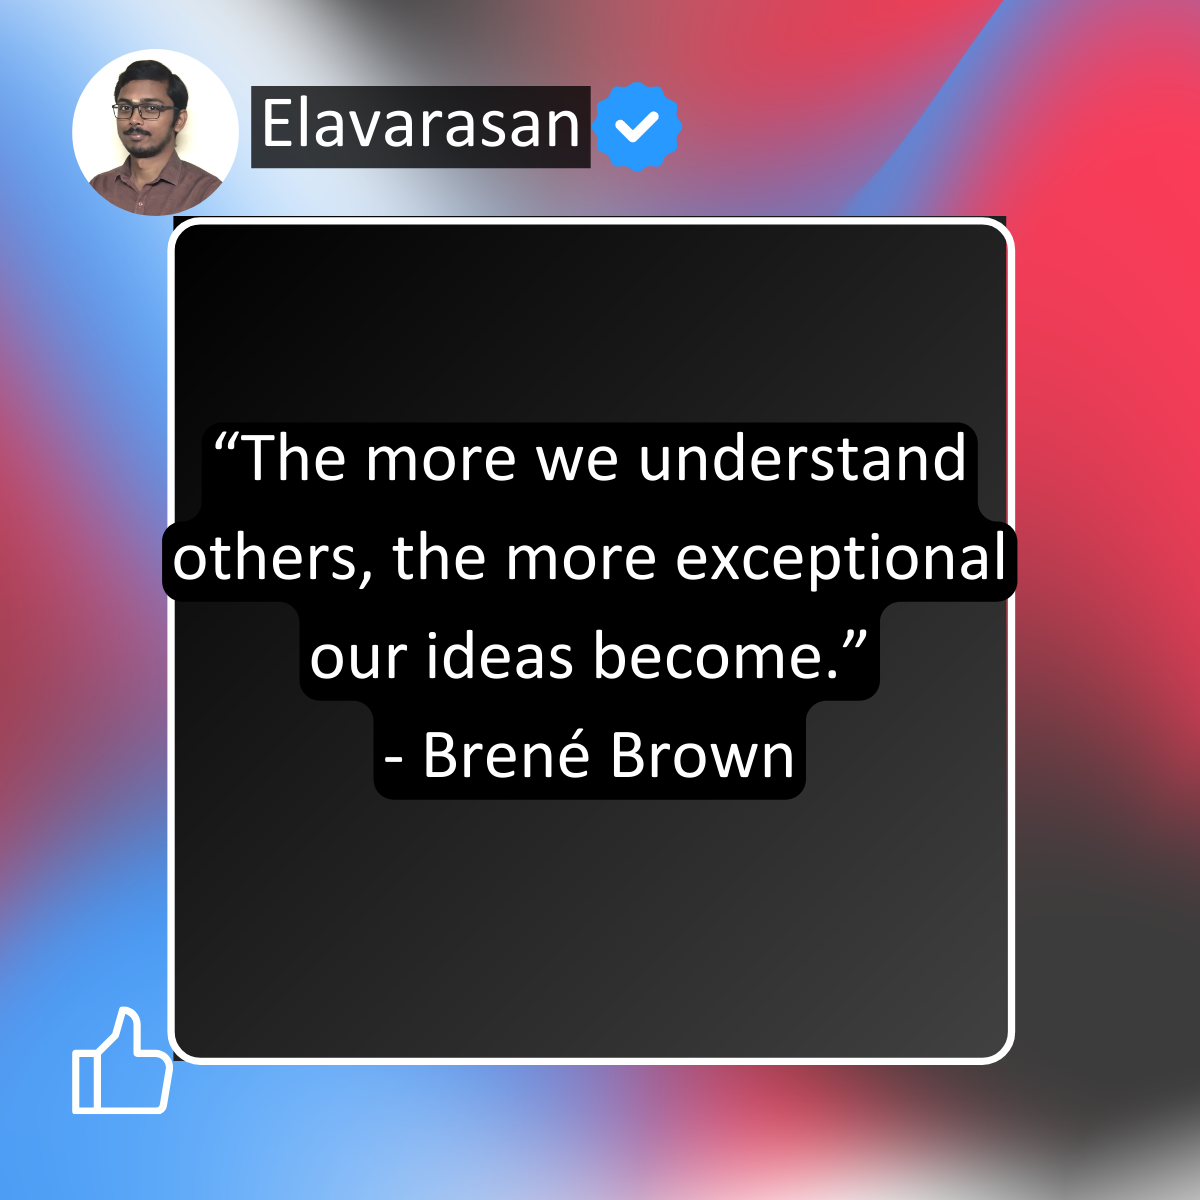 Elavarasan
“The more we understand
others, the more exceptional
our ideas become.”
- Brené Brown